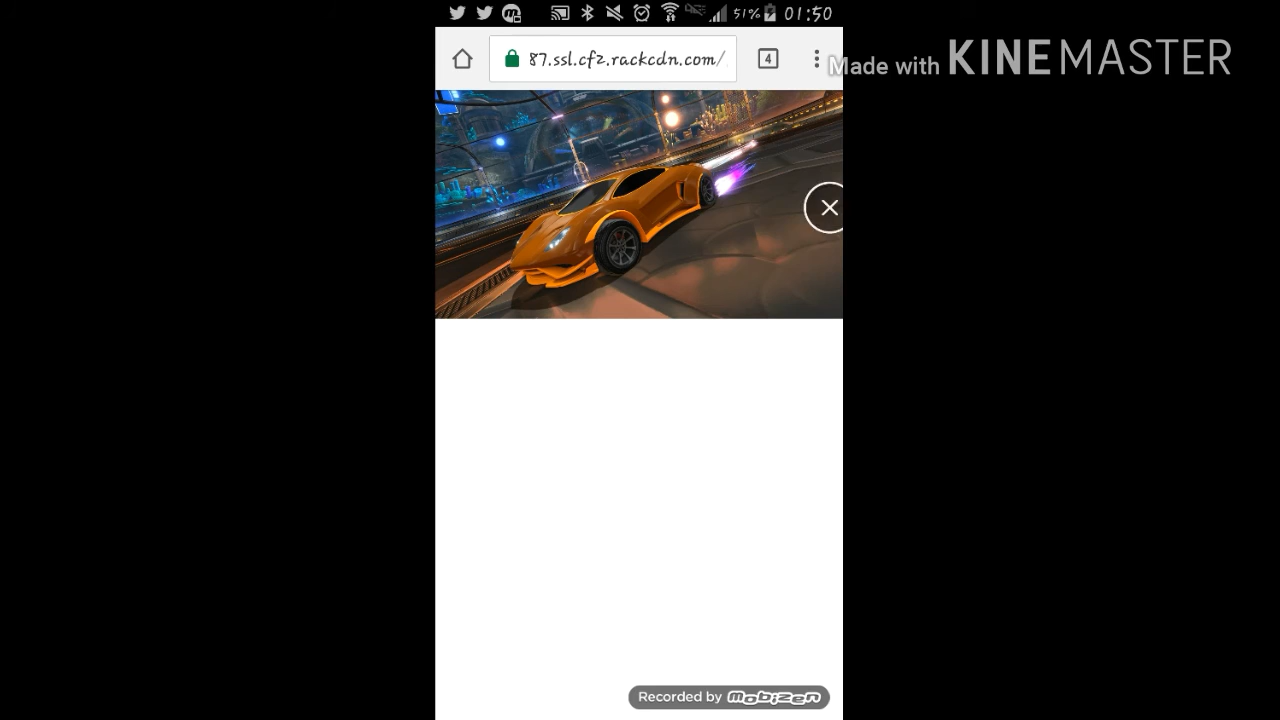 51% 01:50
87.ssl.cf2.rackcdn.com/
4
Made with KINEMASTER
Recorded by mobizen